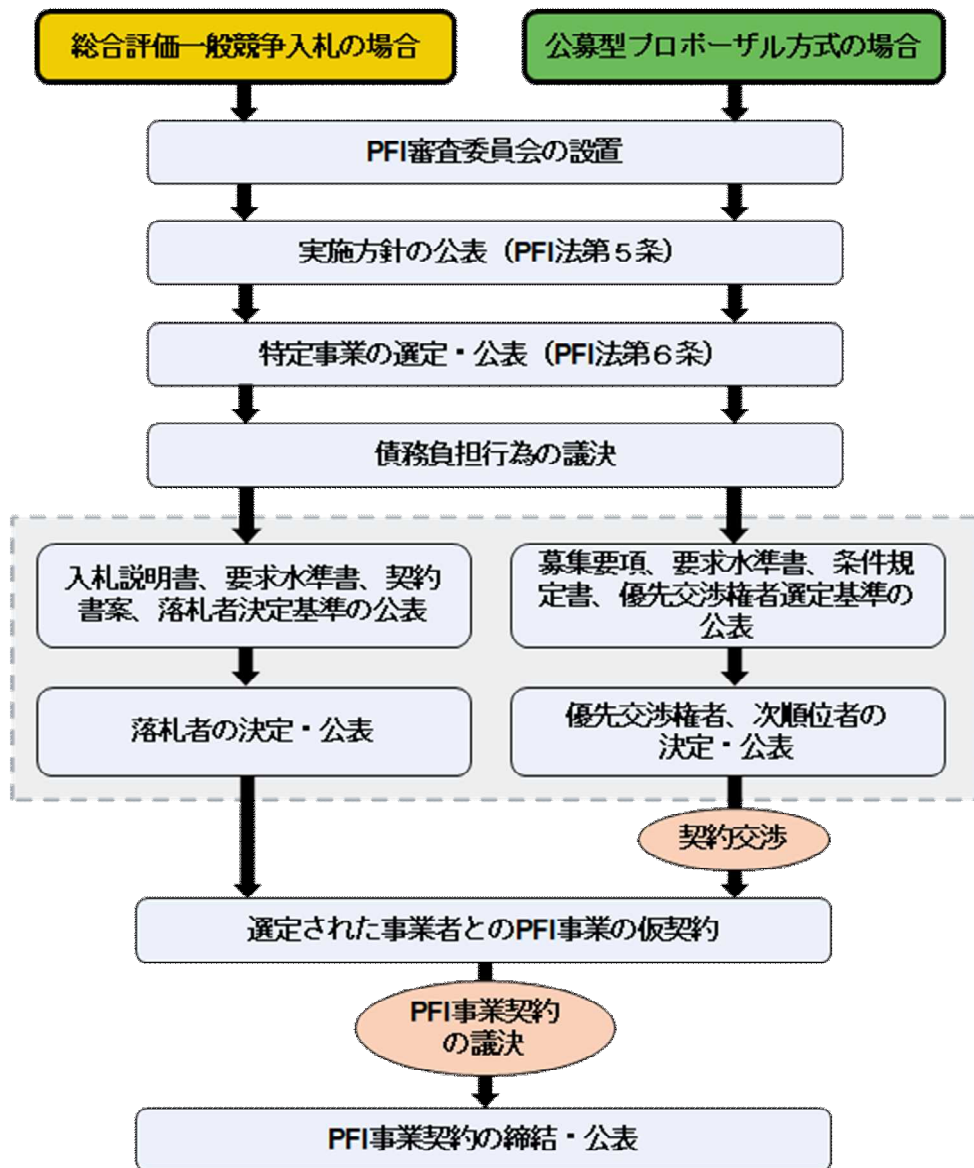 総合評価一般競争入札の場合
公募型プロポーザル方式の場合
PFI審査委員会の設置
実施方針の公表（PFI法第５条）
特定事業の選定・公表（PFI法第６条）
債務負担行為の議決
入札説明書、要求水準書、契約
書案、落札者決定基準の公表
募集要項、要求水準書、条件規
定書、優先交渉権者選定基準の
公表
落札者の決定・公表
優先交渉権者、次順位者の
決定・公表
契約交渉
選定された事業者とのPFI事業の仮契約
PFI事業契約
の議決
PFI事業契約の締結・公表